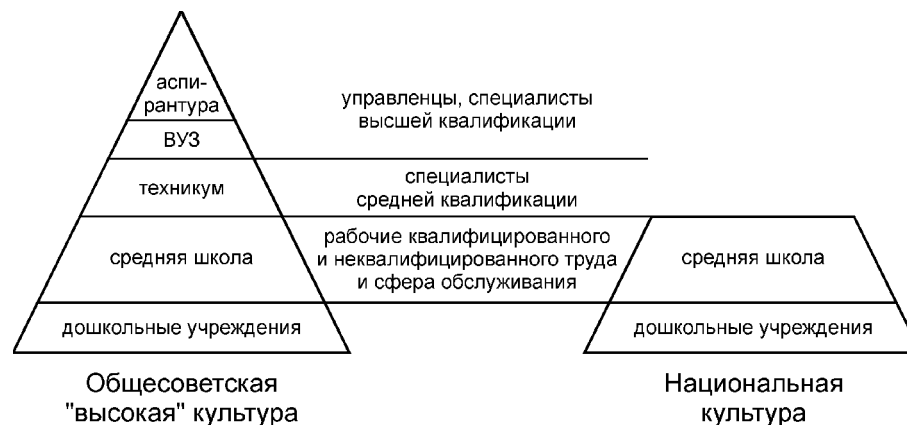 аспи-
рантура
ВУЗ
управленцы, специалисты
высшей квалификации
техникум
специалисты
средней квалификации
средняя школа
рабочие квалифицированного
и неквалифицированного труда
и сфера обслуживания
средняя школа
дошкольные учреждения
дошкольные учреждения
Общесоветская
"высокая" культура
Национальная
культура